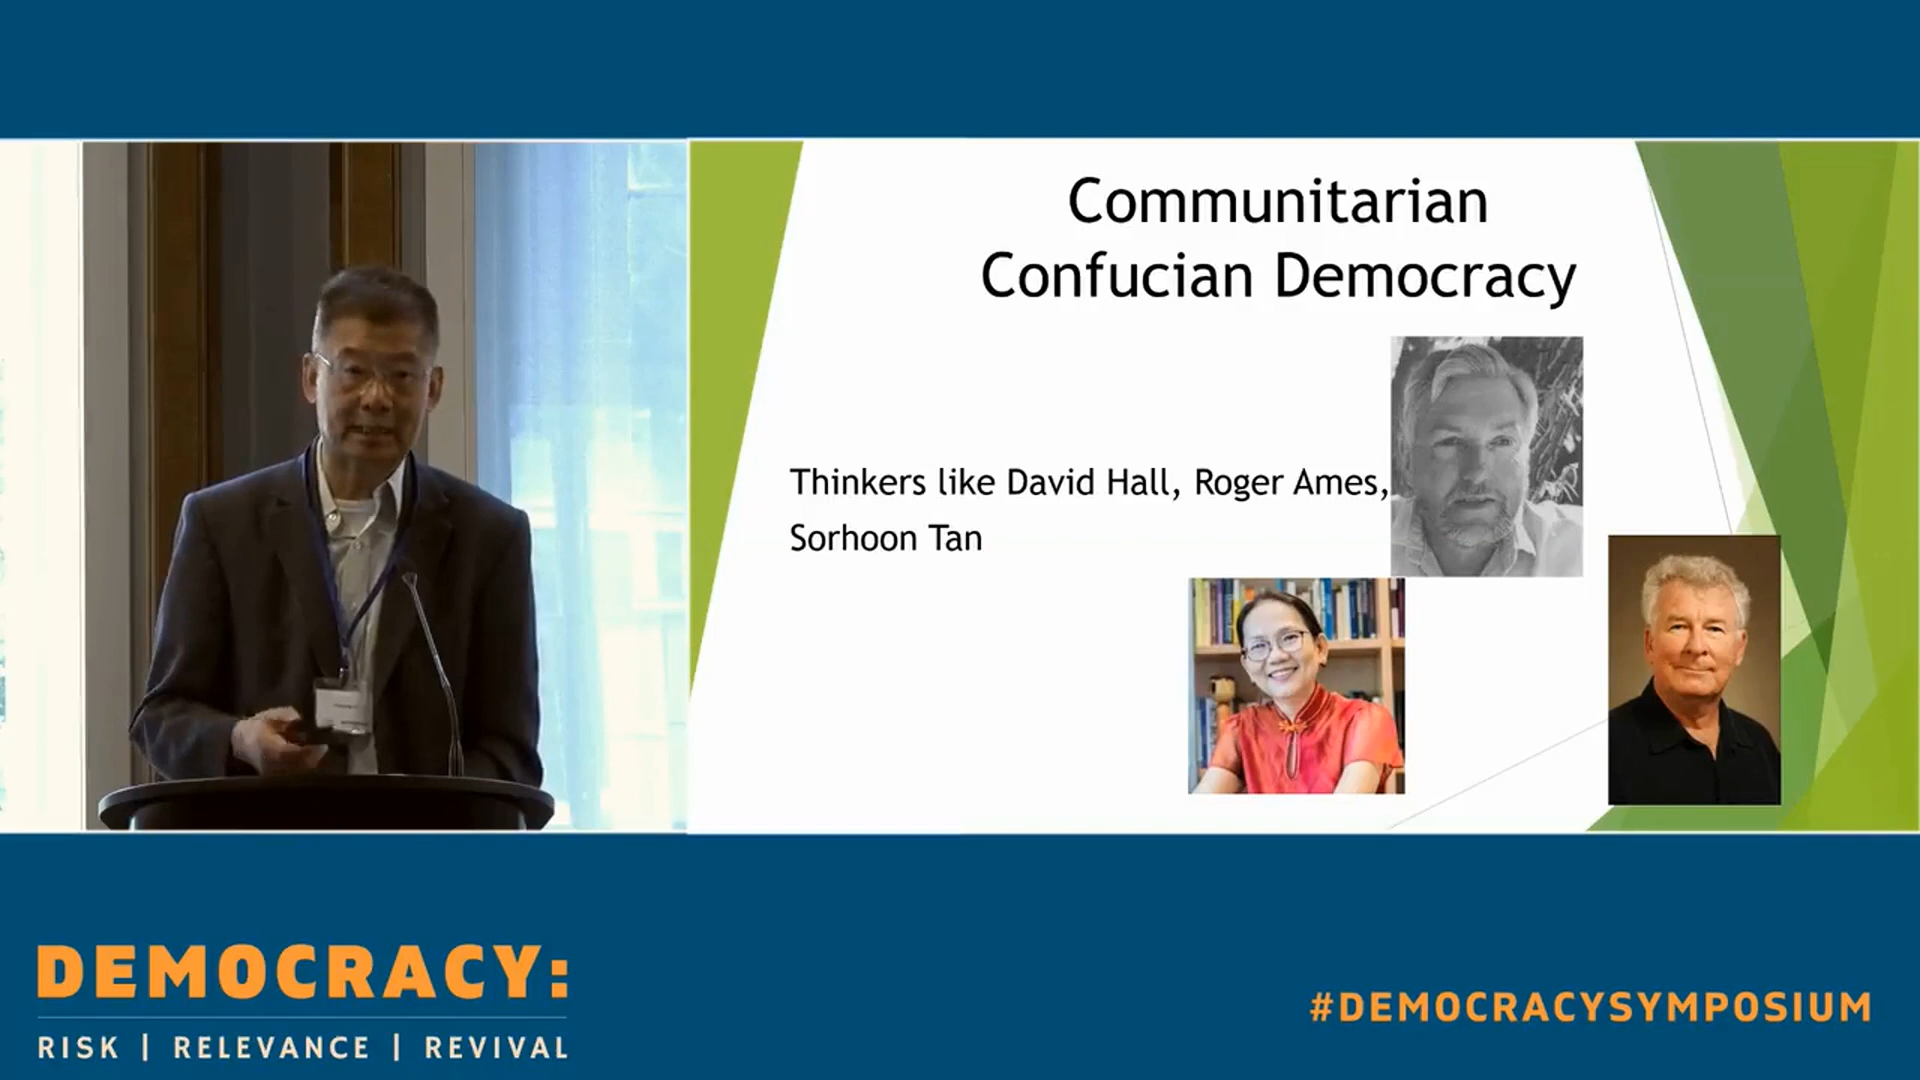 Communitarian
Confucian Democracy
Thinkers like David Hall, Roger Ames,
Sorhoon Tan
DEMOCRACY:
RISK | RELEVANCE | REVIVAL
#DEMOCRACYSYMPOSIUM